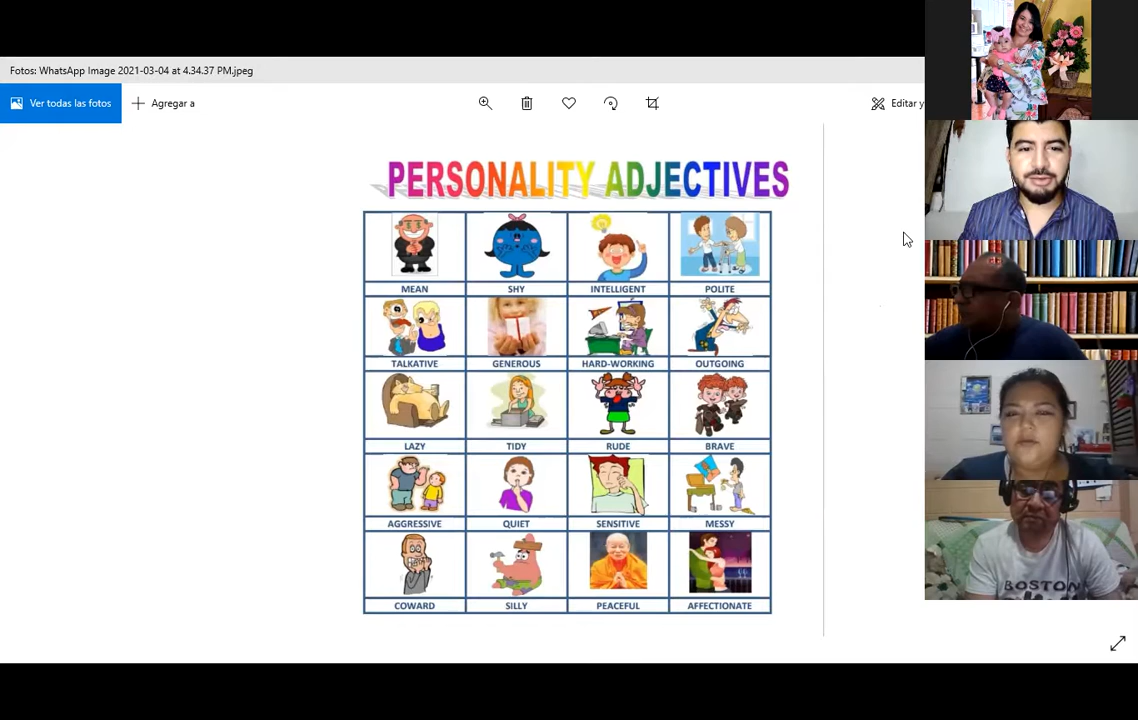 Fotos: WhatsApp Image 2021-03-04 at 4.34.37 PM.jpeg
Ver todas las fotos
Agregar a
Editar y
PERSONALITY ADJECTIVES
MEAN SHY INTELLIGENT POLITE
TALKATIVE GENEROUS HARD-WORKING OUTGOING
LAZY TIDY RUDE BRAVE
AGGRESSIVE QUIET SENSITIVE MESSY
COWARD SILLY PEACEFUL AFFECTIONATE
BOSTON